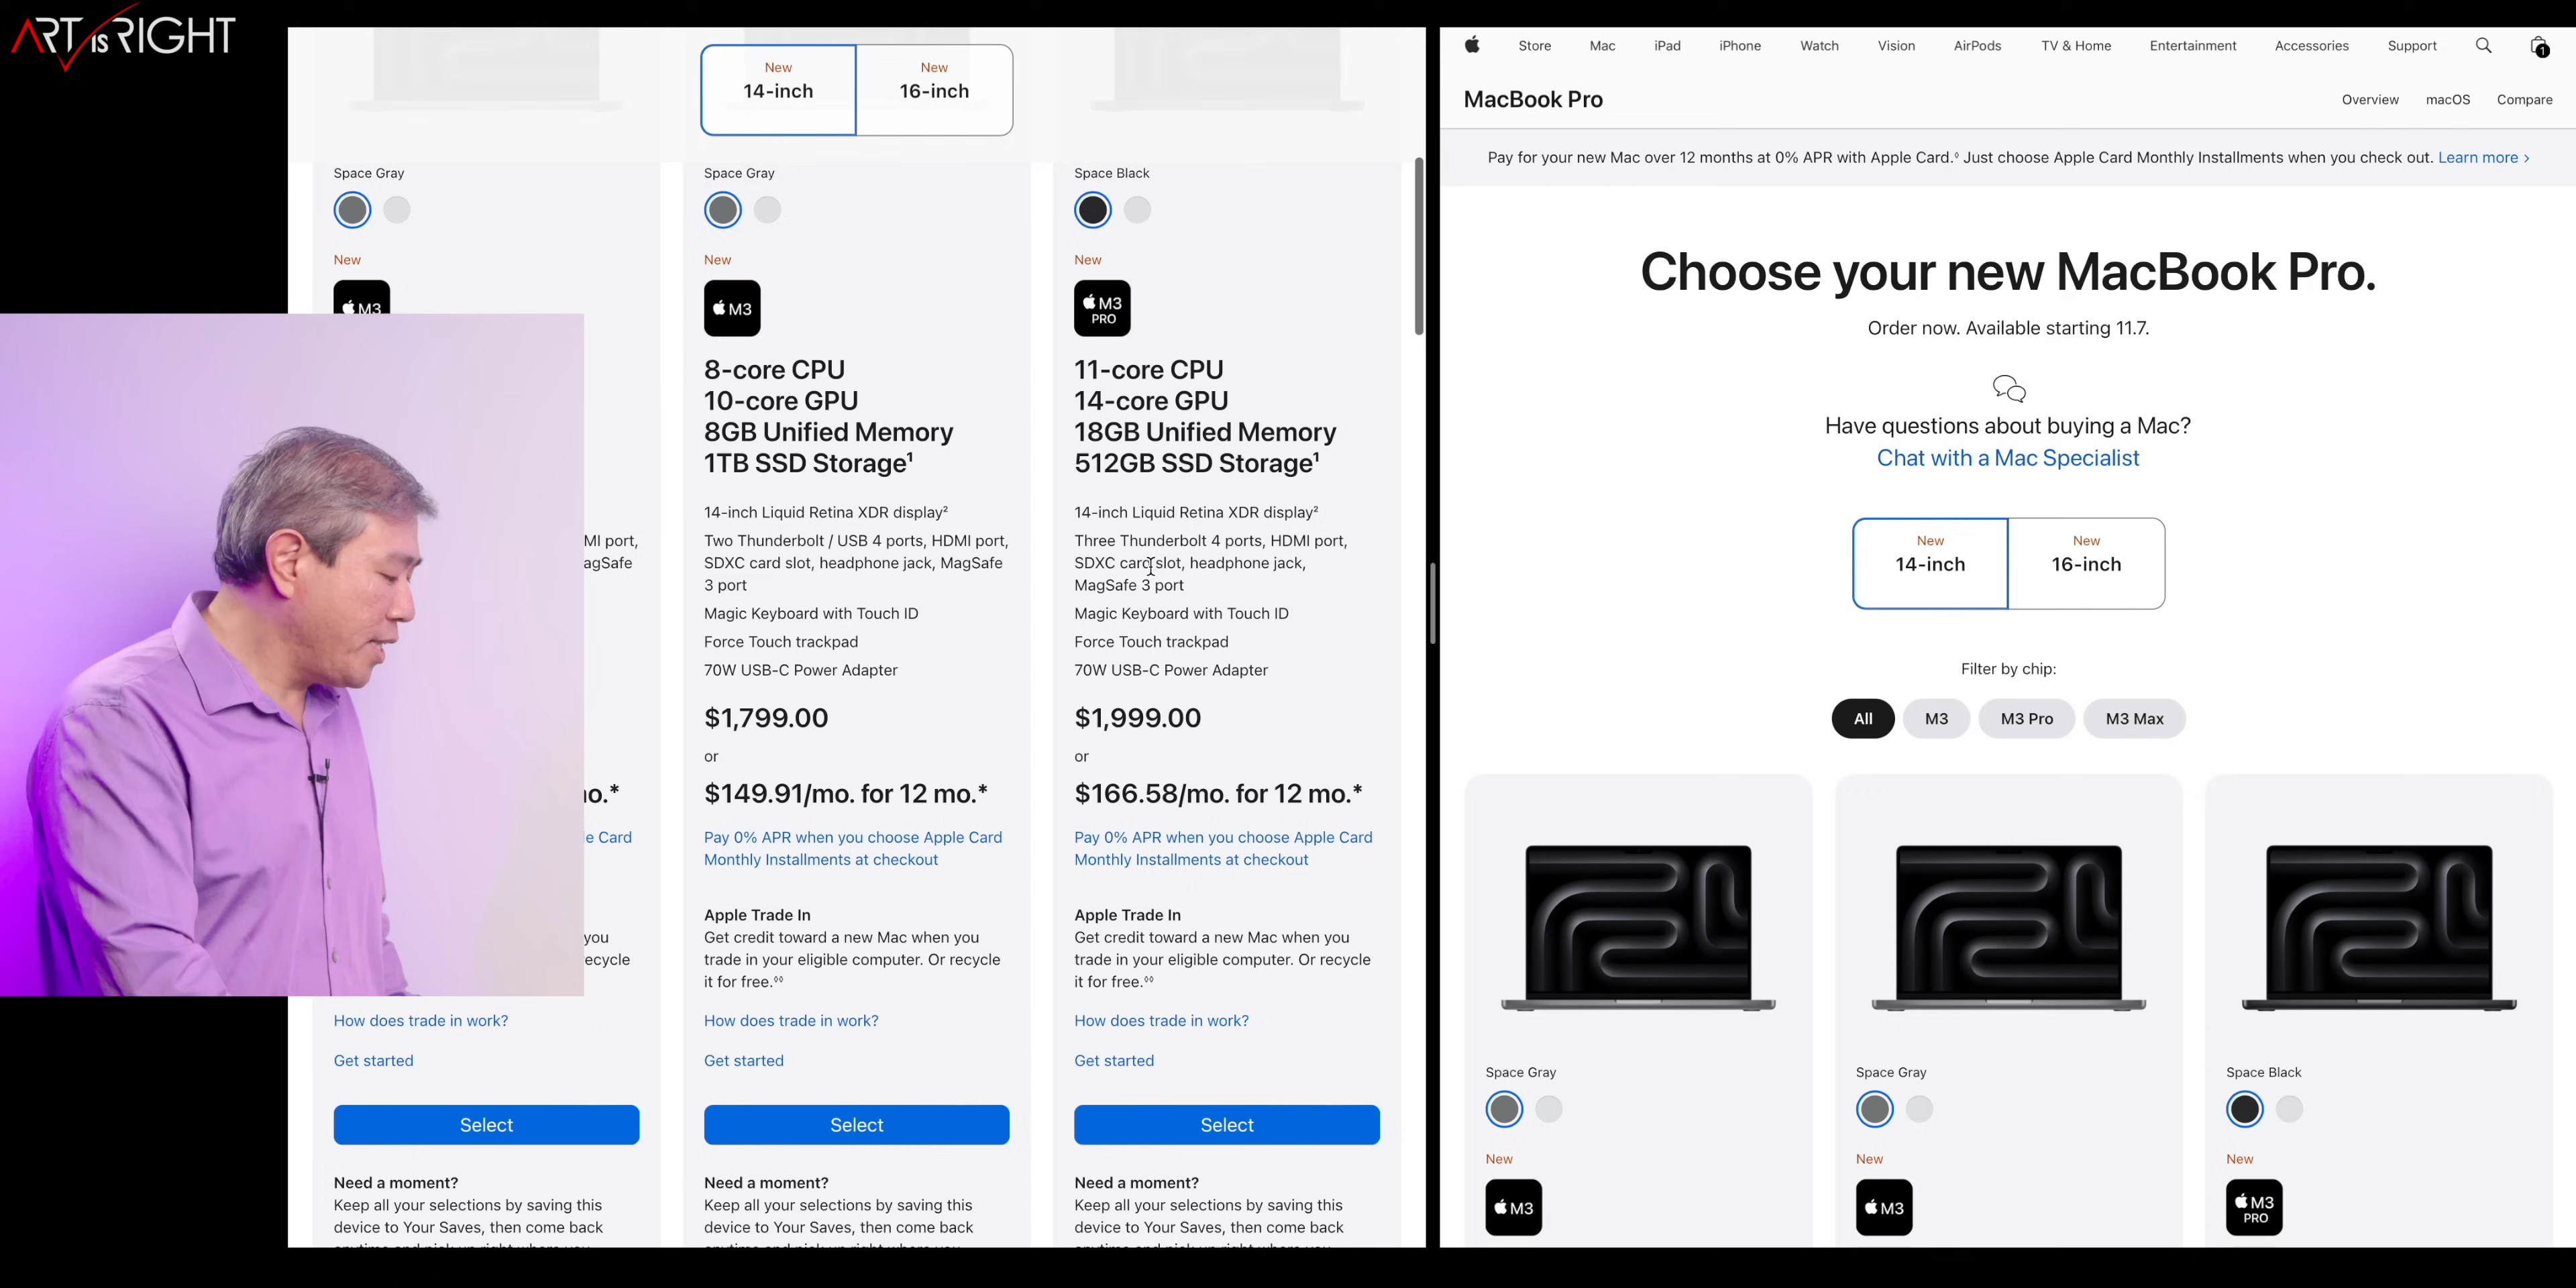 ART IS RIGHT
New
14-inch
New
16-inch
Space Gray
New
M3
MI port,
agSafe
o.*
e Card
you
ecycle
How does trade in work?
Get started
Select
Need a moment?
Keep all your selections by saving this
device to Your Saves, then come back
Space Gray
New
M3
8-core CPU
10-core GPU
8GB Unified Memory
1TB SSD Storage¹
14-inch Liquid Retina XDR display²
Two Thunderbolt / USB 4 ports, HDMI port,
SDXC card slot, headphone jack, MagSafe
3 port
Magic Keyboard with Touch ID
Force Touch trackpad
70W USB-C Power Adapter
$1,799.00
or
$149.91/mo. for 12 mo.*
Pay 0% APR when you choose Apple Card
Monthly Installments at checkout
Apple Trade In
Get credit toward a new Mac when you
trade in your eligible computer. Or recycle
it for free.◊◊
How does trade in work?
Get started
Select
Need a moment?
Keep all your selections by saving this
device to Your Saves, then come back
Space Black
New
M3
PRO
11-core CPU
14-core GPU
18GB Unified Memory
512GB SSD Storage¹
14-inch Liquid Retina XDR display²
Three Thunderbolt 4 ports, HDMI port,
SDXC card slot, headphone jack,
MagSafe 3 port
Magic Keyboard with Touch ID
Force Touch trackpad
70W USB-C Power Adapter
$1,999.00
or
$166.58/mo. for 12 mo.*
Pay 0% APR when you choose Apple Card
Monthly Installments at checkout
Apple Trade In
Get credit toward a new Mac when you
trade in your eligible computer. Or recycle
it for free.◊◊
How does trade in work?
Get started
Select
Need a moment?
Keep all your selections by saving this
device to Your Saves, then come back
Store Mac iPad iPhone Watch Vision AirPods TV & Home Entertainment Accessories Support 1
MacBook Pro Overview macOS Compare
Pay for your new Mac over 12 months at 0% APR with Apple Card.◊ Just choose Apple Card Monthly Installments when you check out. Learn more >
Choose your new MacBook Pro.
Order now. Available starting 11.7.
Have questions about buying a Mac?
Chat with a Mac Specialist
New
14-inch
New
16-inch
Filter by chip:
All M3 M3 Pro M3 Max
Space Gray
New
M3
Space Gray
New
M3
Space Black
New
M3
PRO